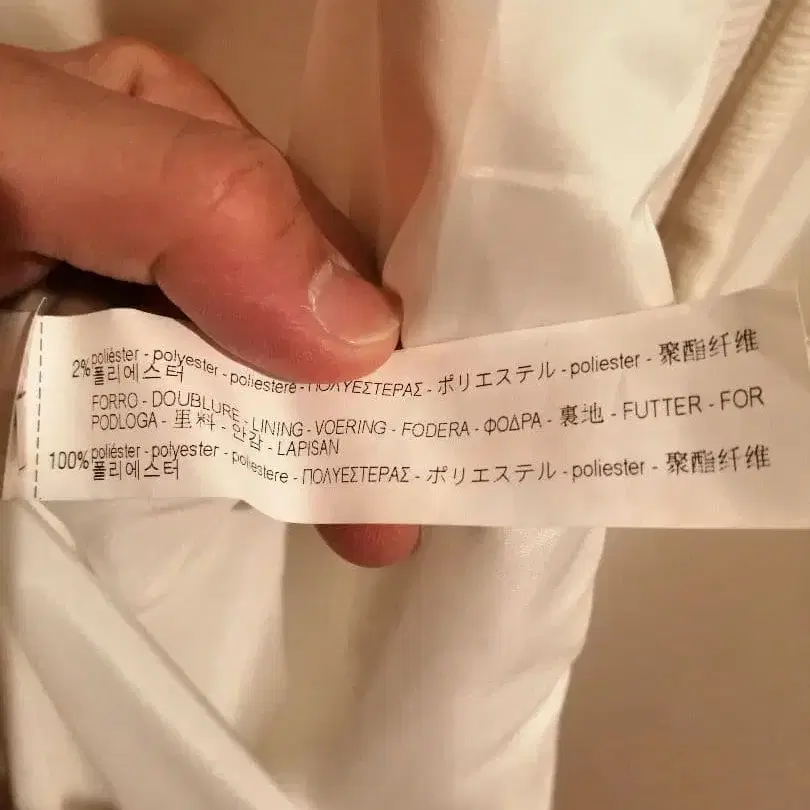 2% poliéster - polyester - poliestere - ΠΟΛΥΕΣΤΕΡΑΣ - ポリエステル - poliester - 聚酯纤维
폴리에스터
FORRO - DOUBLURE - LINING - VOERING - FODERA - ΦΟΔΡΑ - 裏地 - FUTTER - FOR
PODLOGA - 里料 - 안감 - LAPISAN
100% poliéster - polyester - poliestere - ΠΟΛΥΕΣΤΕΡΑΣ - ポリエステル - poliester - 聚酯纤维
폴리에스터